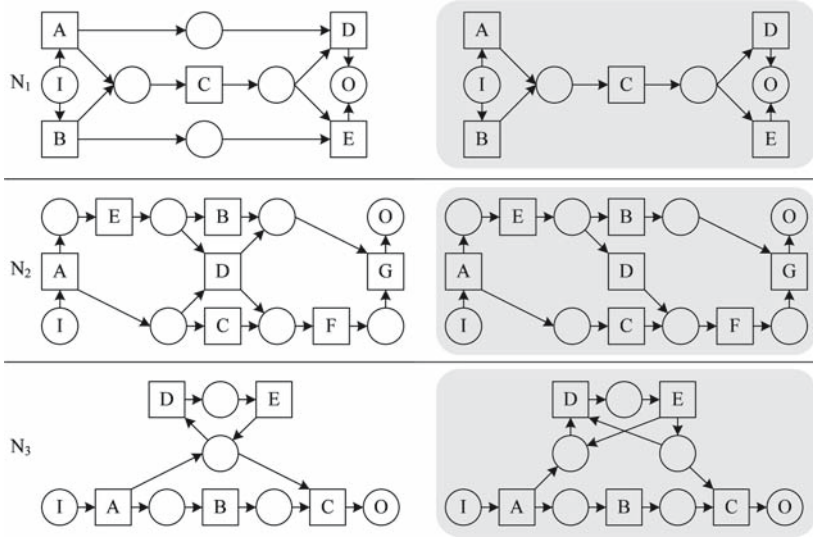 A D A D
N1 I C O I C O
B E B E
E B O E B O
N2 A D G A D G
I C F I C F
D E D E
N3
I A B C O I A B C O